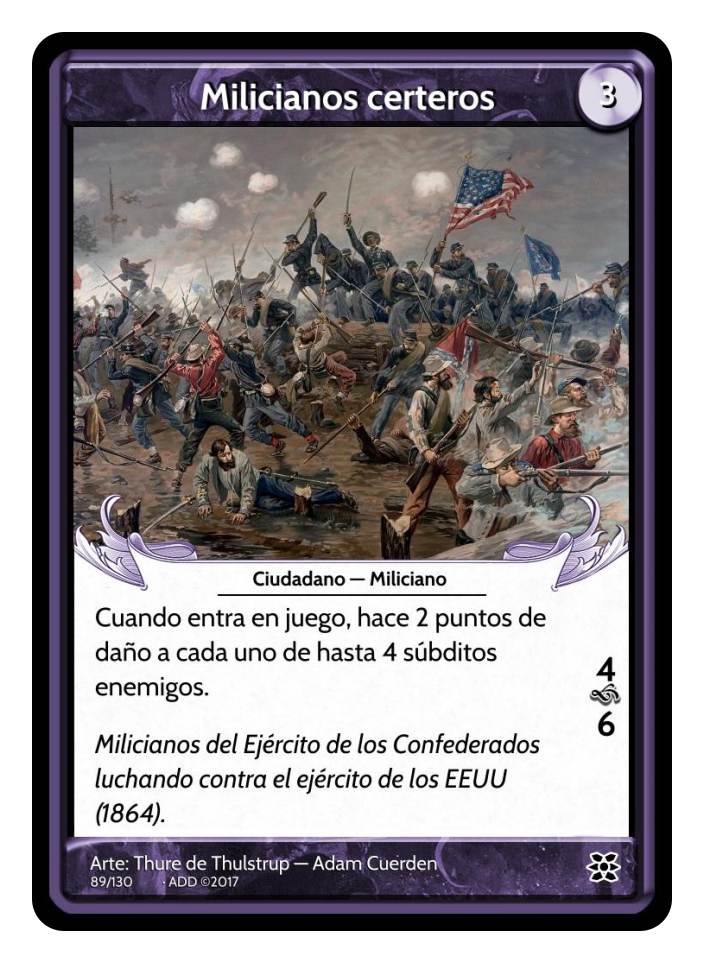 Milicianos certeros
3
Ciudadano — Miliciano
Cuando entra en juego, hace 2 puntos de
daño a cada uno de hasta 4 súbditos
enemigos.
4
6
Milicianos del Ejército de los Confederados
luchando contra el ejército de los EEUU
(1864).
Arte: Thure de Thulstrup — Adam Cuerden
89/130 · ADD ©2017